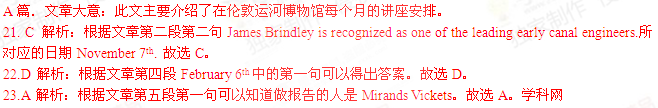 A 篇．文章大意：此文主要介绍了在伦敦运河博物馆每个月的讲座安排。
21. C 解析：根据文章第二段第二句 James Brindley is recognized as one of the leading early canal engineers.所
对应的日期 November 7th. 故选 C。
22.D 解析：根据文章第四段 February 6th 中的第一句可以得出答案。故选 D。
23.A 解析：根据文章第五段第一句可以知道做报告的人是 Mirands Vickets。故选 A。学科网